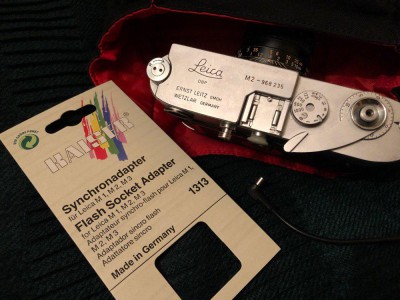 Leica
DRP
ERNST LEITZ GMBH
WETZLAR GERMANY
M2-968 235
KAISER
Synchronadapter
für Leica M 1, M 2, M 3
Flash Socket Adapter
for Leica M 1, M 2, M 3
Adaptateur synchro-flash pour Leica M 1,
M 2, M 3
Adaptador sincro flash
Adattatore sincro
Made in Germany
1313